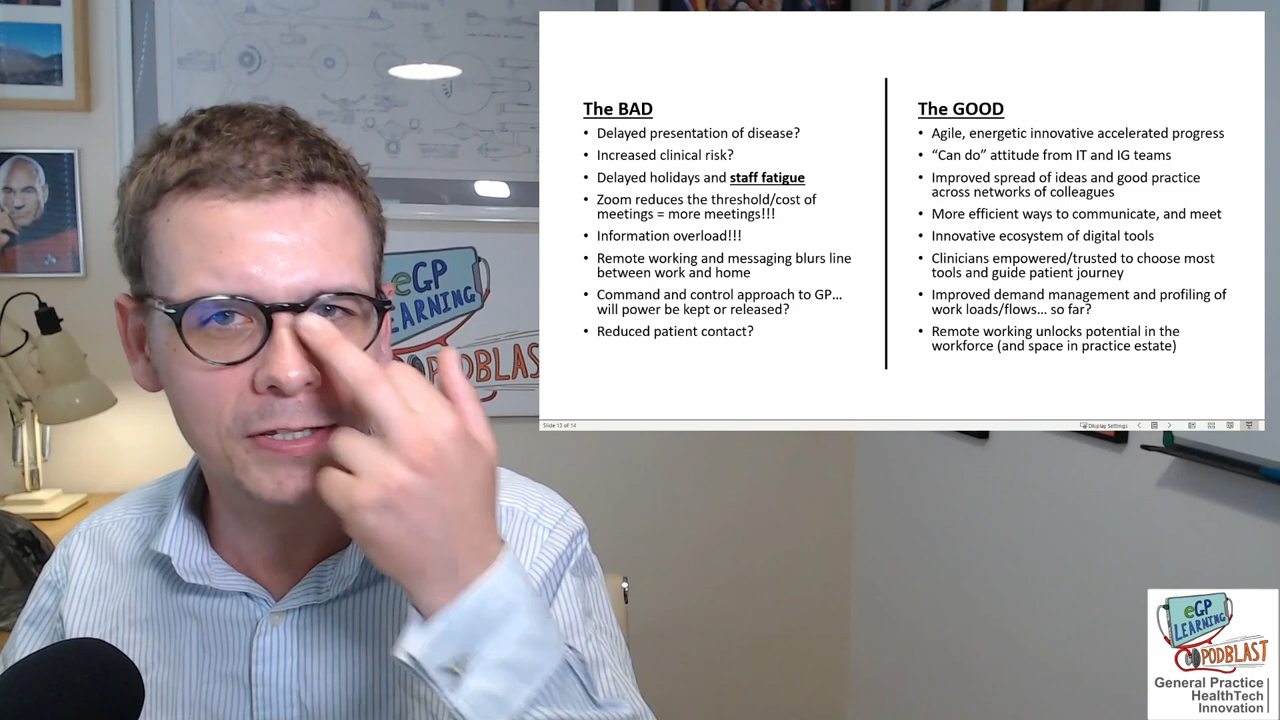 The BAD
• Delayed presentation of disease?
• Increased clinical risk?
• Delayed holidays and staff fatigue
• Zoom reduces the threshold/cost of
meetings = more meetings!!!
• Information overload!!!
• Remote working and messaging blurs line
between work and home
• Command and control approach to GP...
will power be kept or released?
• Reduced patient contact?
The GOOD
• Agile, energetic innovative accelerated progress
• “Can do” attitude from IT and IG teams
• Improved spread of ideas and good practice
across networks of colleagues
• More efficient ways to communicate, and meet
• Innovative ecosystem of digital tools
• Clinicians empowered/trusted to choose most
tools and guide patient journey
• Improved demand management and profiling of
work loads/flows... so far?
• Remote working unlocks potential in the
workforce (and space in practice estate)
Slide 13 of 14
Display Settings
eGP
LEARNING
PODBLAST
eGP
LEARNING
PODBLAST
General Practice
HealthTech
Innovation